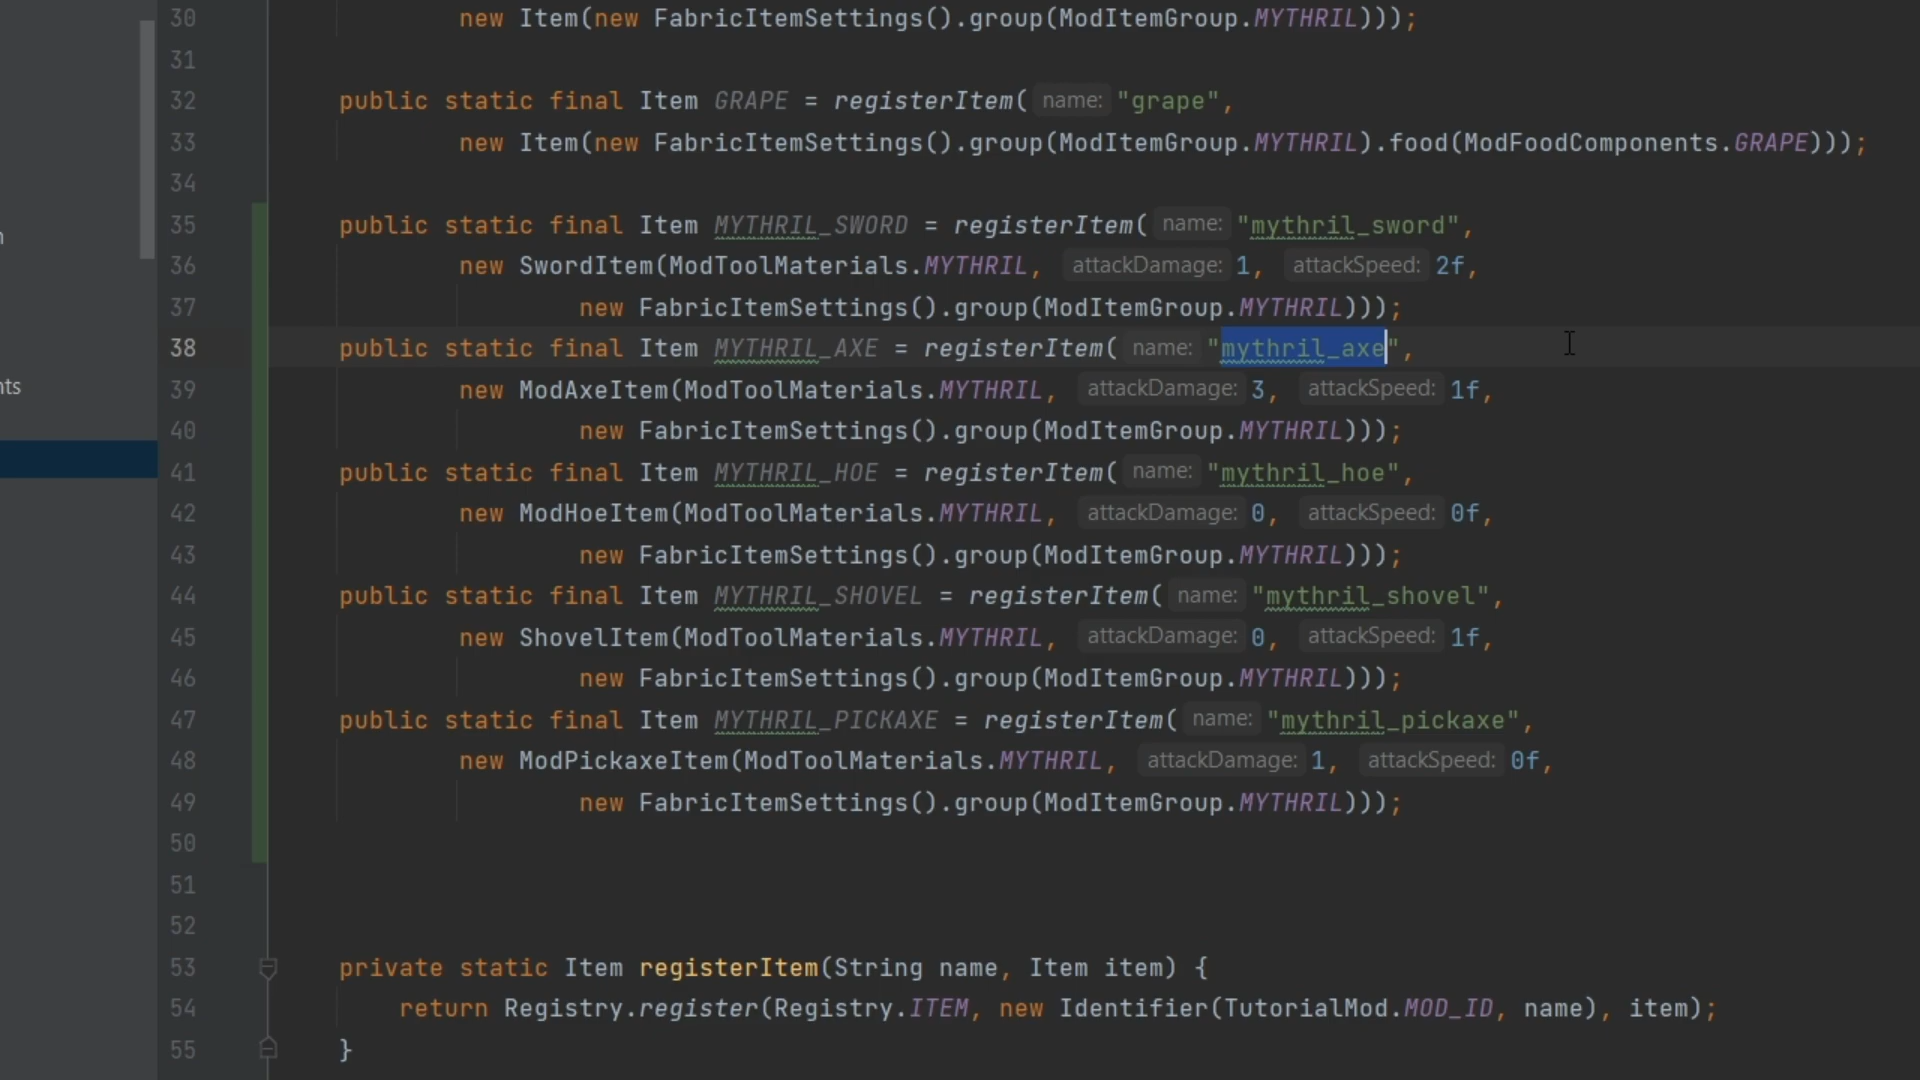 30 new Item(new FabricItemSettings().group(ModItemGroup.MYTHRIL)));
31
32 public static final Item GRAPE = registerItem( name: "grape",
33 new Item(new FabricItemSettings().group(ModItemGroup.MYTHRIL).food(ModFoodComponents.GRAPE)));
34
35 public static final Item MYTHRIL_SWORD = registerItem( name: "mythril_sword",
36 new SwordItem(ModToolMaterials.MYTHRIL, attackDamage: 1, attackSpeed: 2f,
37 new FabricItemSettings().group(ModItemGroup.MYTHRIL)));
38 public static final Item MYTHRIL_AXE = registerItem( name: "mythril_axe",
39 new ModAxeItem(ModToolMaterials.MYTHRIL, attackDamage: 3, attackSpeed: 1f,
nts
40 new FabricItemSettings().group(ModItemGroup.MYTHRIL)));
41 public static final Item MYTHRIL_HOE = registerItem( name: "mythril_hoe",
42 new ModHoeItem(ModToolMaterials.MYTHRIL, attackDamage: 0, attackSpeed: 0f,
43 new FabricItemSettings().group(ModItemGroup.MYTHRIL)));
44 public static final Item MYTHRIL_SHOVEL = registerItem( name: "mythril_shovel",
45 new ShovelItem(ModToolMaterials.MYTHRIL, attackDamage: 0, attackSpeed: 1f,
46 new FabricItemSettings().group(ModItemGroup.MYTHRIL)));
47 public static final Item MYTHRIL_PICKAXE = registerItem( name: "mythril_pickaxe",
48 new ModPickaxeItem(ModToolMaterials.MYTHRIL, attackDamage: 1, attackSpeed: 0f,
49 new FabricItemSettings().group(ModItemGroup.MYTHRIL)));
50
51
52
53 private static Item registerItem(String name, Item item) {
54 return Registry.register(Registry.ITEM, new Identifier(TutorialMod.MOD_ID, name), item);
55 }